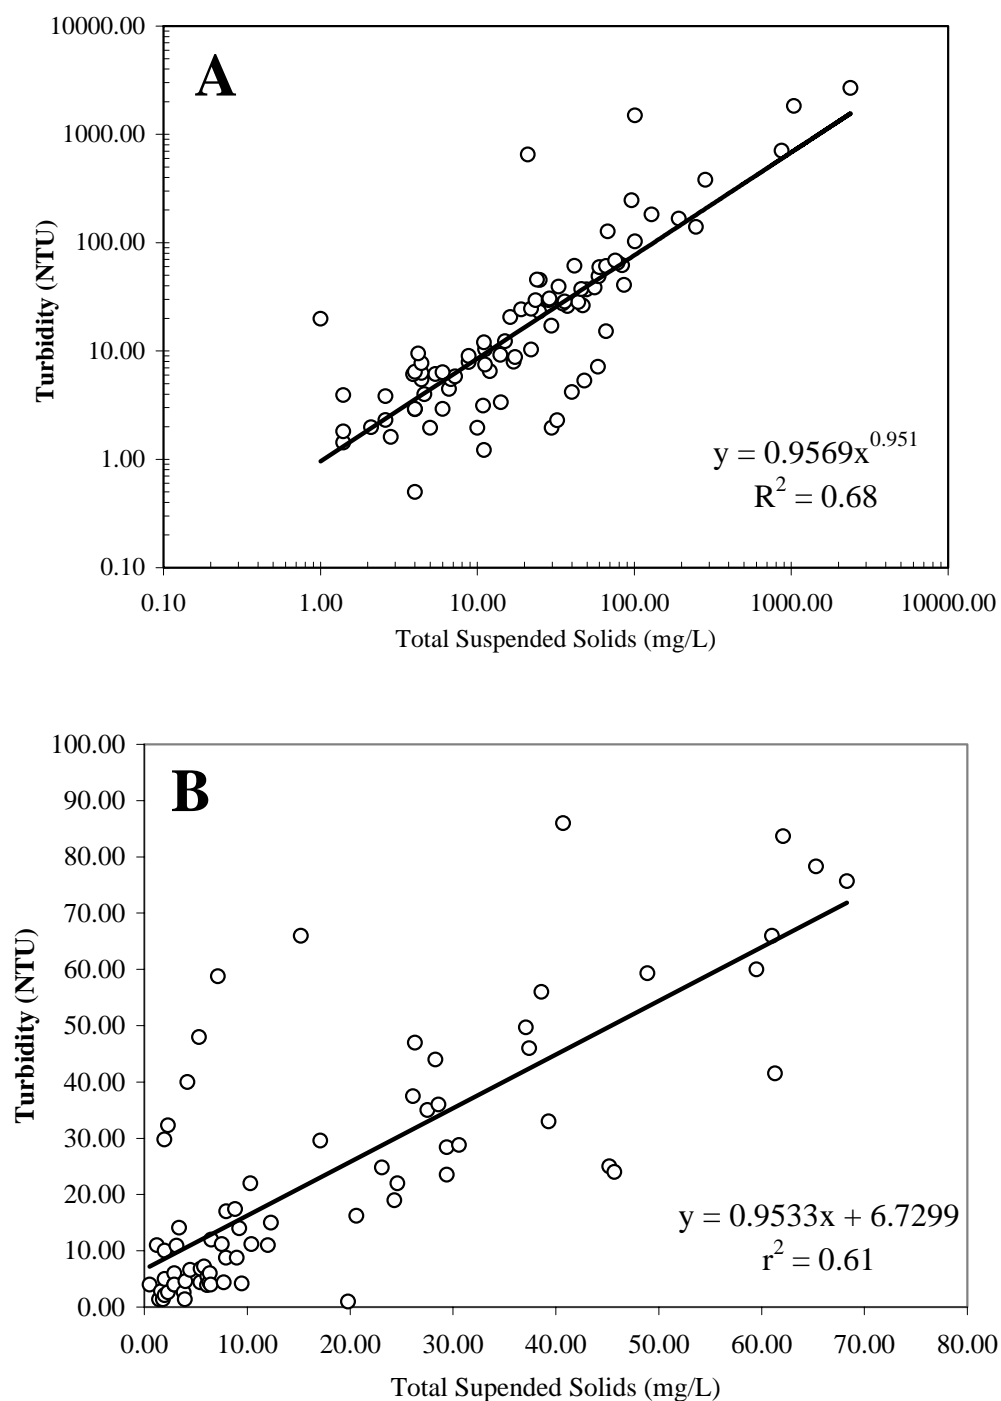 10000.00
A
1000.00
100.00
Turbidity (NTU)
10.00
1.00
y = 0.9569x^0.951
R^2 = 0.68
0.10
0.10 1.00 10.00 100.00 1000.00 10000.00
Total Suspended Solids (mg/L)
100.00
B
90.00
80.00
70.00
60.00
Turbidity (NTU)
50.00
40.00
30.00
20.00
y = 0.9533x + 6.7299
r^2 = 0.61
10.00
0.00
0.00 10.00 20.00 30.00 40.00 50.00 60.00 70.00 80.00
Total Supended Solids (mg/L)